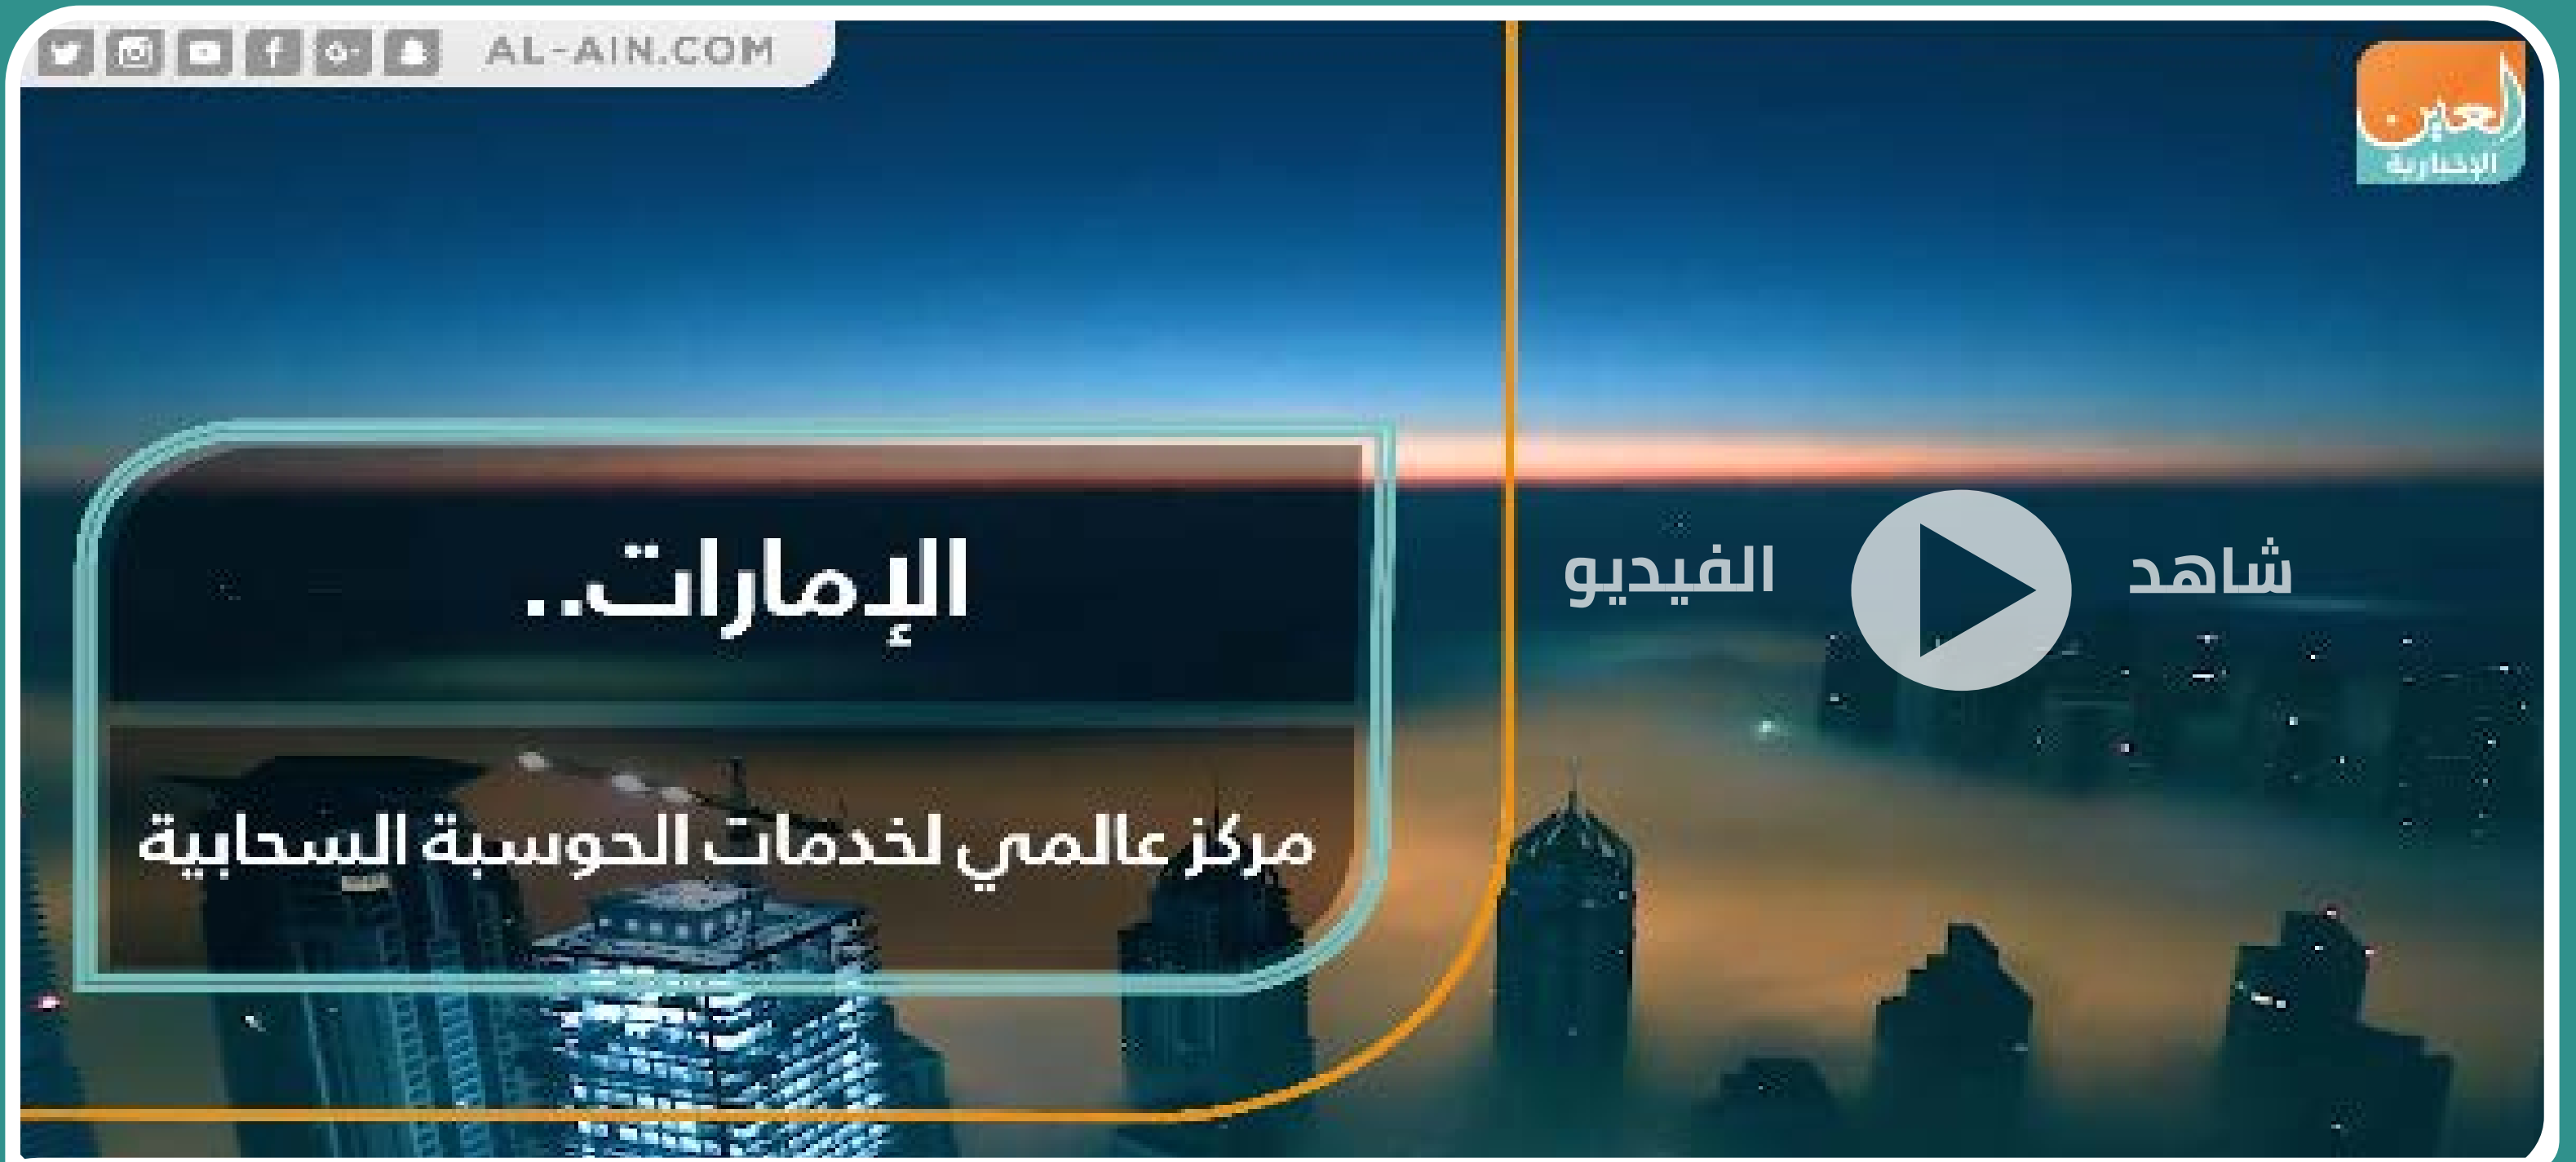 AL-AIN.COM
العين
الإخبارية
شاهد الفيديو
الإمارات..
مركز عالمي لخدمات الحوسبة السحابية